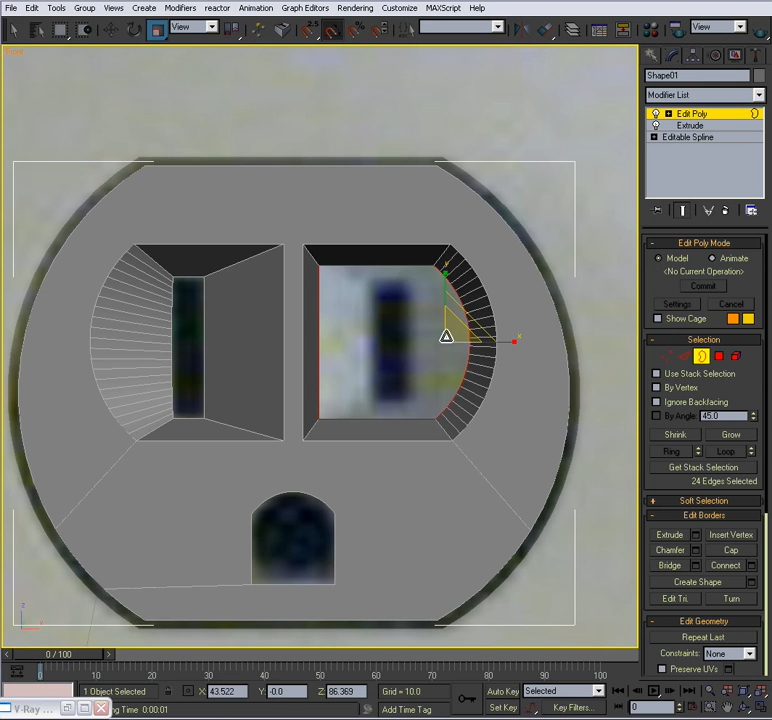 File Edit Tools Group Views Create Modifiers reactor Animation Graph Editors Rendering Customize MAXScript Help
View
2.5
View
Front
Shape01
Modifier List
Edit Poly
Extrude
Editable Spline
Edit Poly Mode
Model Animate
<No Current Operation>
Commit
Settings Cancel
Show Cage
Selection
Use Stack Selection
By Vertex
Ignore Backfacing
By Angle: 45.0
Shrink Grow
Ring Loop
Get Stack Selection
24 Edges Selected
Soft Selection
Edit Borders
Extrude Insert Vertex
Chamfer Cap
Bridge Connect
Create Shape
Edit Tri. Turn
Edit Geometry
Repeat Last
Constraints: None
Preserve UVs
y
x
z
x
0 / 100
0 10 20 30 40 50 60 70 80 90 100
1 Object Selected X: 43.522 Y: -0.0 Z: 86.369 Grid = 10.0 Auto Key Selected
V-Ray ng Time 0:00:01 Add Time Tag Set Key Key Filters... 0